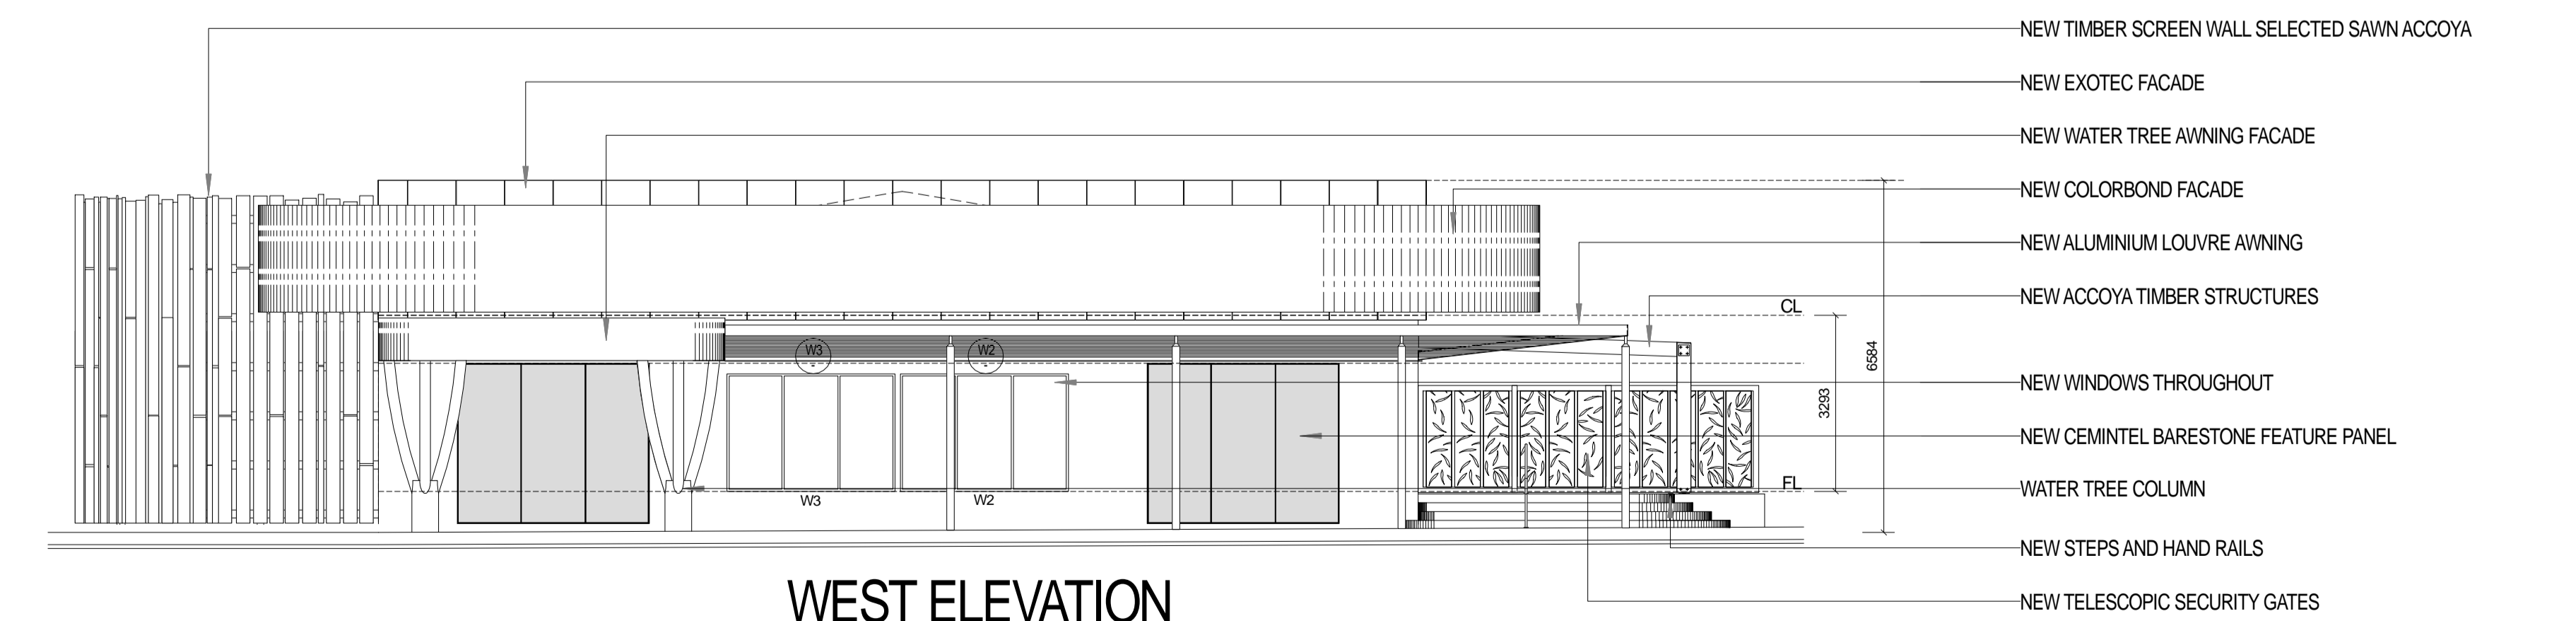 NEW TIMBER SCREEN WALL SELECTED SAWN ACCOYA
NEW EXOTEC FACADE
NEW WATER TREE AWNING FACADE
NEW COLORBOND FACADE
NEW ALUMINIUM LOUVRE AWNING
NEW ACCOYA TIMBER STRUCTURES
CL
W3
W2
6584
NEW WINDOWS THROUGHOUT
3293
NEW CEMINTEL BARESTONE FEATURE PANEL
FL
WATER TREE COLUMN
W3
W2
NEW STEPS AND HAND RAILS
NEW TELESCOPIC SECURITY GATES
WEST ELEVATION